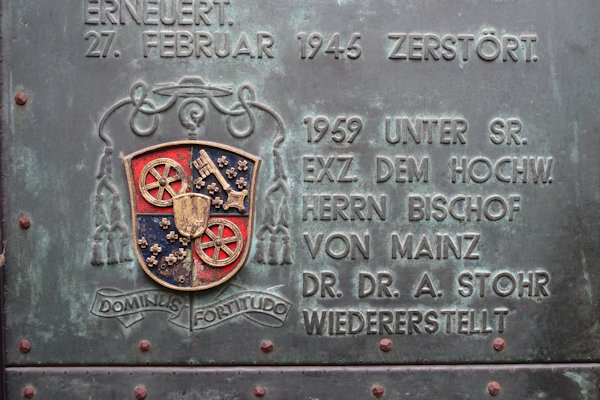 ERNEUERT.
27. FEBRUAR 1945 ZERSTÖRT.
1959 UNTER SR.
EXZ. DEM HOCHW.
HERRN BISCHOF
VON MAINZ
DR. DR. A. STOHR
WIEDERERSTELLT
DOMINUS FORTITUDO